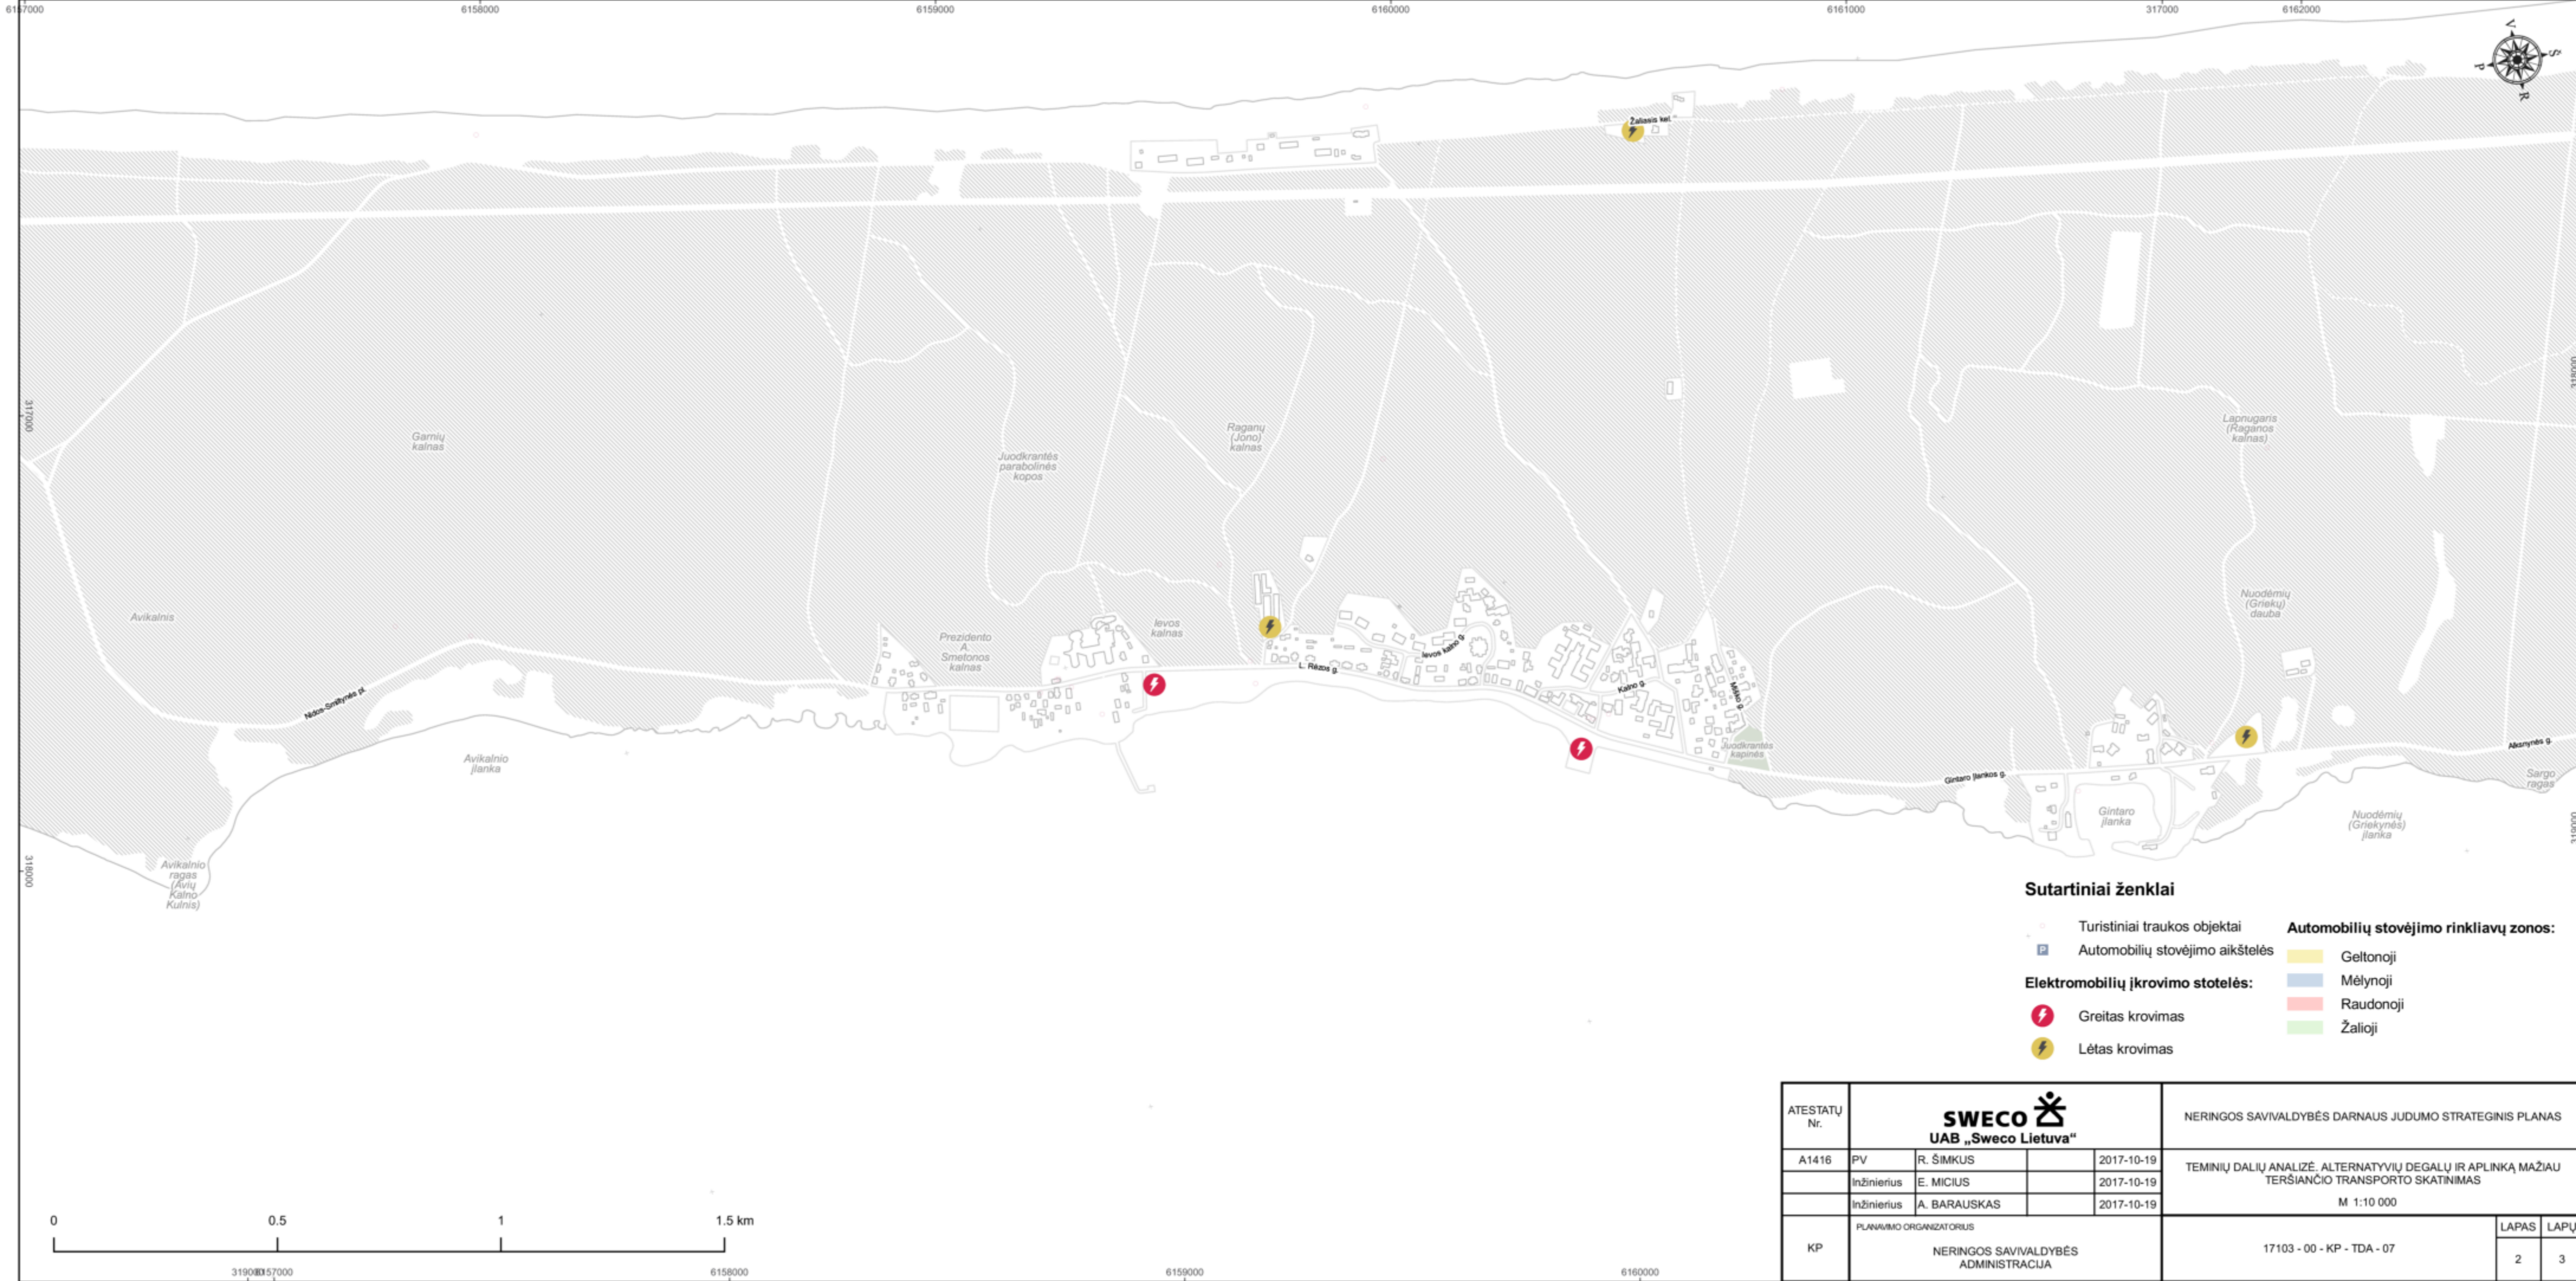 6157000
6158000
6159000
6160000
6161000
317000
6162000
V
Š
P
R
Žaliasis kel.
317000
318000
Garnių
kalnas
Juodkrantės
parabolinės
kopos
Raganų
(Jono)
kalnas
Lapnugaris
(Raganos
kalnas)
Avikalnis
Prezidento
A.
Smetonos
kalnas
Ievos
kalnas
Nuodėmių
(Griekų)
dauba
Nidos-Smiltynės pl.
L. Rėzos g.
Ievos kalno g.
Kalno g.
Miško g.
Juodkrantės
kapinės
Avikalnio
įlanka
Gintaro įlankos g.
Alksnynės g.
Sargo
ragas
Gintaro
įlanka
Nuodėmių
(Griekynės)
įlanka
318000
319000
Avikalnio
ragas
(Avių
Kalno
Kulnis)
Sutartiniai ženklai
Turistiniai traukos objektai
P Automobilių stovėjimo aikštelės
Elektromobilių įkrovimo stotelės:
Greitas krovimas
Lėtas krovimas
Automobilių stovėjimo rinkliavų zonos:
Geltonoji
Mėlynoji
Raudonoji
Žalioji
ATESTATŲ
Nr.
SWECO
UAB „Sweco Lietuva“
NERINGOS SAVIVALDYBĖS DARNAUS JUDUMO STRATEGINIS PLANAS
A1416 PV R. ŠIMKUS 2017-10-19
Inžinierius E. MICIUS 2017-10-19
Inžinierius A. BARAUSKAS 2017-10-19
TEMINIŲ DALIŲ ANALIZĖ. ALTERNATYVIŲ DEGALŲ IR APLINKĄ MAŽIAU
TERŠIANČIO TRANSPORTO SKATINIMAS
M 1:10 000
KP
PLANAVIMO ORGANIZATORIUS
NERINGOS SAVIVALDYBĖS
ADMINISTRACIJA
17103 - 00 - KP - TDA - 07
LAPAS LAPŲ
2 3
0 0.5 1 1.5 km
6158000
6159000
6160000